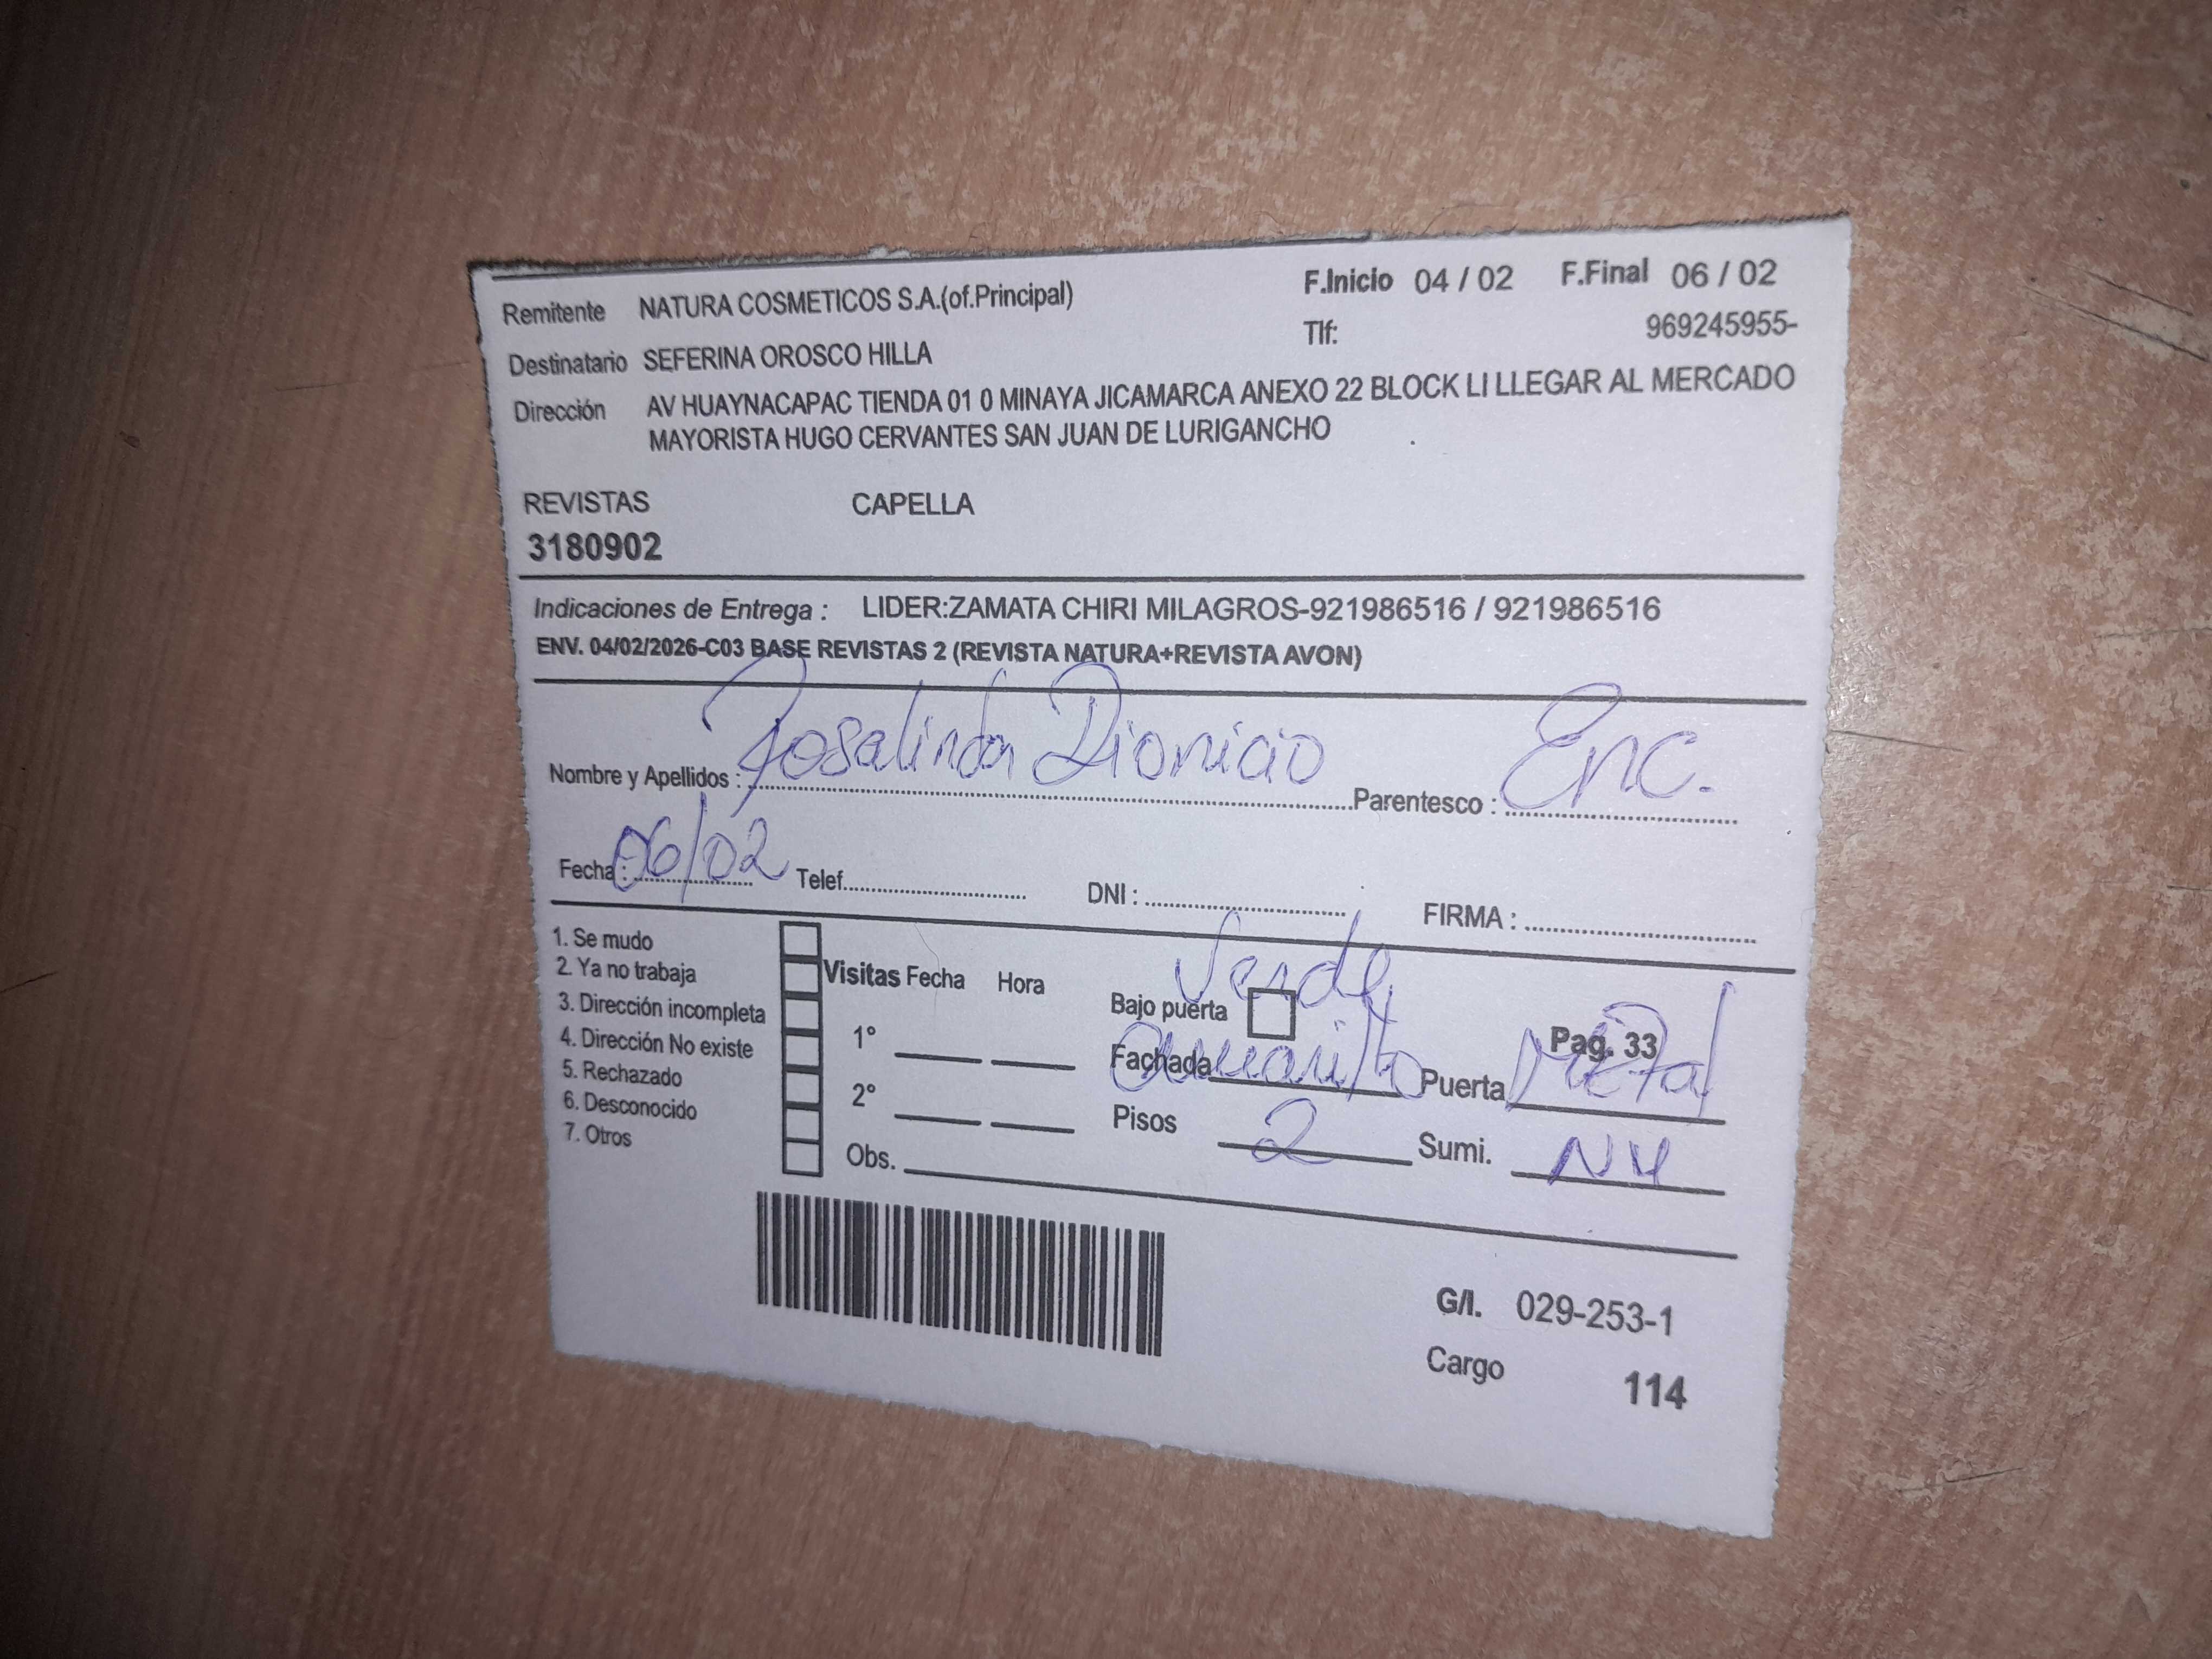 Remitente NATURA COSMETICOS S.A.(of.Principal) F.Inicio 04 / 02 F.Final 06 / 02
Tlf: 969245955-
Destinatario SEFERINA OROSCO HILLA
Dirección AV HUAYNACAPAC TIENDA 01 0 MINAYA JICAMARCA ANEXO 22 BLOCK LI LLEGAR AL MERCADO
MAYORISTA HUGO CERVANTES SAN JUAN DE LURIGANCHO
REVISTAS CAPELLA
3180902
Indicaciones de Entrega : LIDER:ZAMATA CHIRI MILAGROS-921986516 / 921986516
ENV. 04/02/2026-C03 BASE REVISTAS 2 (REVISTA NATURA+REVISTA AVON)
Nombre y Apellidos : Rosalinda Dionicio Parentesco : Enc.
Fecha : 06/02 Telef. DNI : FIRMA :
1. Se mudo
2. Ya no trabaja
3. Dirección incompleta
4. Dirección No existe
5. Rechazado
6. Desconocido
7. Otros
Visitas Fecha Hora
1°
2°
Obs.
Verde
Bajo puerta
Pag. 33
Fachada Amarillo Puerta Metal
Pisos 2 Sumi. NV
G/I. 029-253-1
Cargo 114